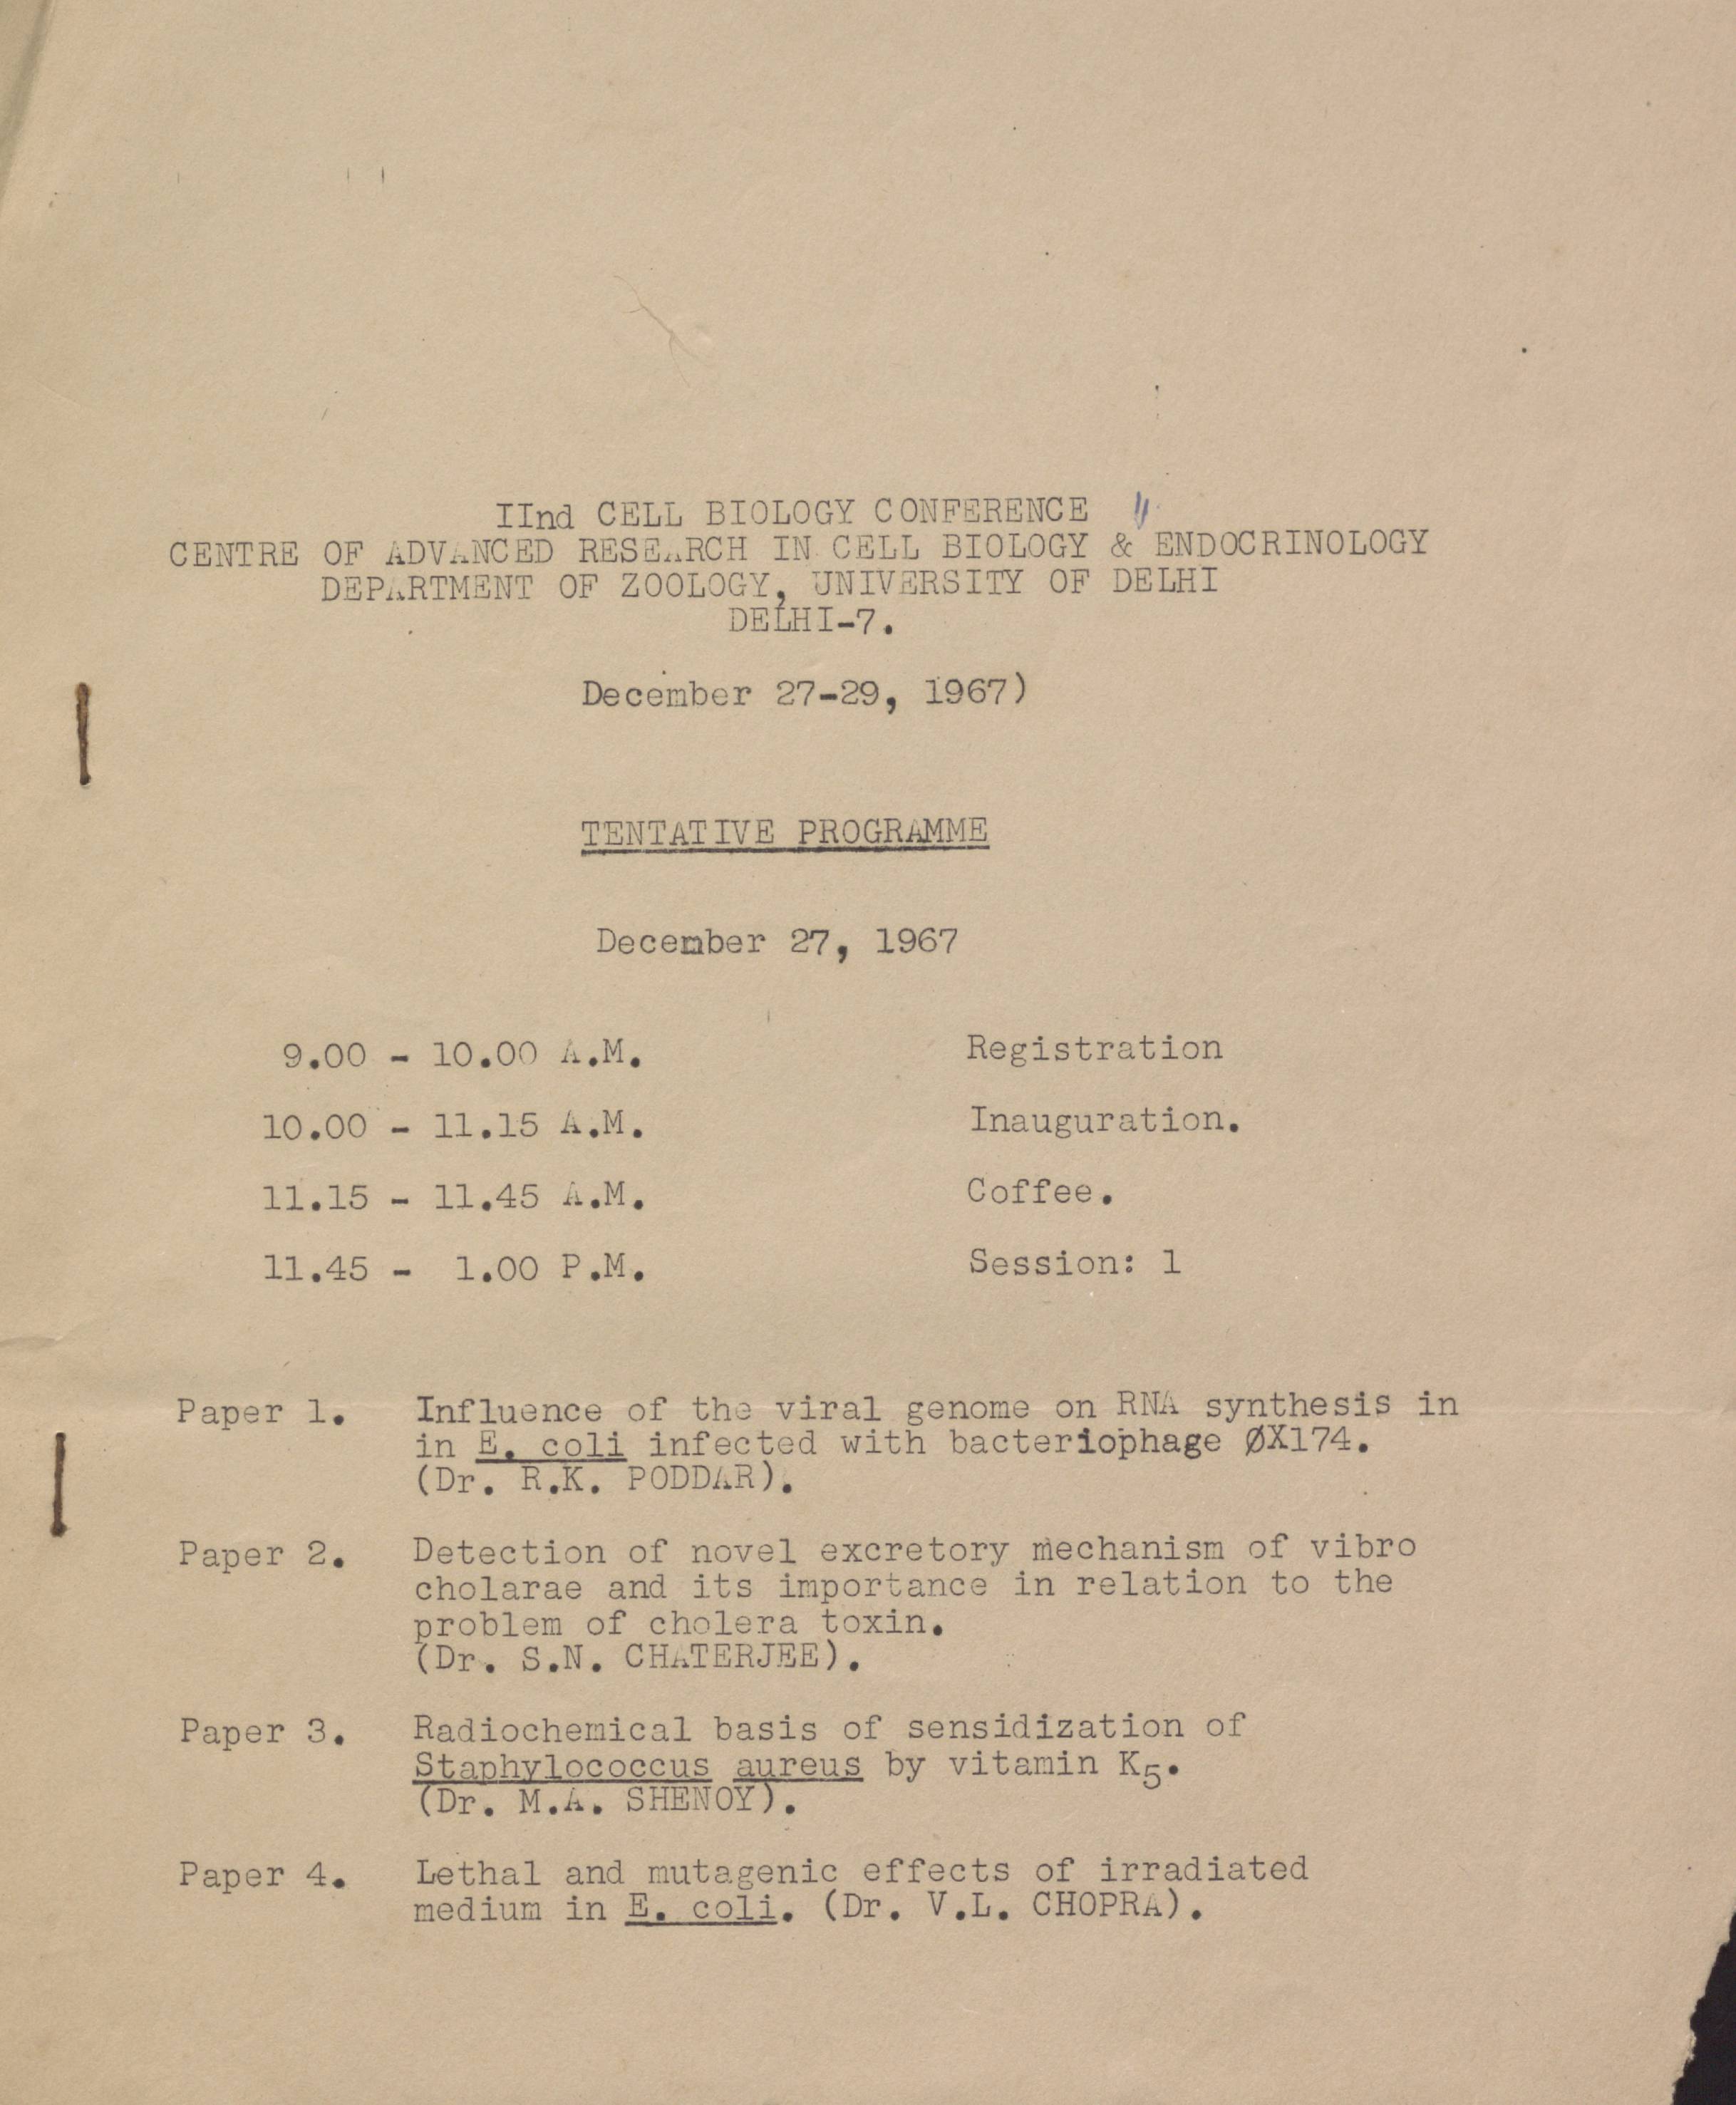 IInd CELL BIOLOGY CONFERENCE
CENTRE OF ADVANCED RESEARCH IN CELL BIOLOGY & ENDOCRINOLOGY
DEPARTMENT OF ZOOLOGY, UNIVERSITY OF DELHI
DELHI-7.
December 27-29, 1967)
TENTATIVE PROGRAMME
December 27, 1967
9.00 - 10.00 A.M. Registration
10.00 - 11.15 A.M. Inauguration.
11.15 - 11.45 A.M. Coffee.
11.45 - 1.00 P.M. Session: 1
Paper 1. Influence of the viral genome on RNA synthesis in
in E. coli infected with bacteriophage ØX174.
(Dr. R.K. PODDAR).
Paper 2. Detection of novel excretory mechanism of vibro
cholarae and its importance in relation to the
problem of cholera toxin.
(Dr. S.N. CHATERJEE).
Paper 3. Radiochemical basis of sensidization of
Staphylococcus aureus by vitamin K5.
(Dr. M.A. SHENOY).
Paper 4. Lethal and mutagenic effects of irradiated
medium in E. coli. (Dr. V.L. CHOPRA).